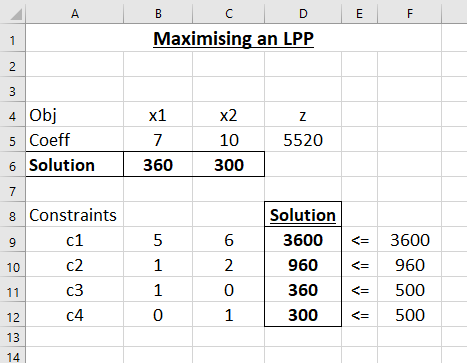 A B C D E F
1 Maximising an LPP
2
3
4 Obj x1 x2 z
5 Coeff 7 10 5520
6 Solution 360 300
7
8 Constraints Solution
9 c1 5 6 3600 <= 3600
10 c2 1 2 960 <= 960
11 c3 1 0 360 <= 500
12 c4 0 1 300 <= 500
13
14